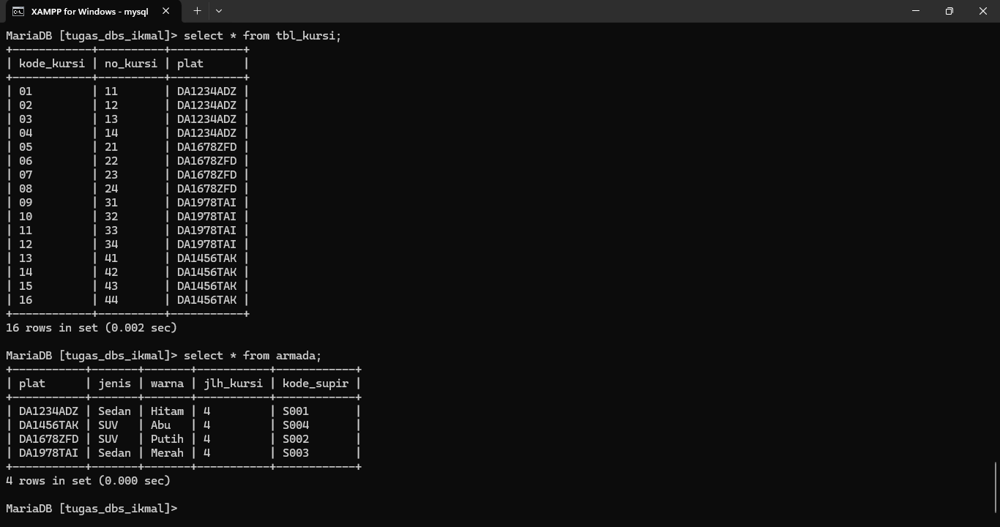 XAMPP for Windows - mysql
MariaDB [tugas_dbs_ikmal]> select * from tbl_kursi;
+------------+----------+-----------+
| kode_kursi | no_kursi | plat      |
+------------+----------+-----------+
| 01         | 11       | DA1234ADZ |
| 02         | 12       | DA1234ADZ |
| 03         | 13       | DA1234ADZ |
| 04         | 14       | DA1234ADZ |
| 05         | 21       | DA1678ZFD |
| 06         | 22       | DA1678ZFD |
| 07         | 23       | DA1678ZFD |
| 08         | 24       | DA1678ZFD |
| 09         | 31       | DA1978TAI |
| 10         | 32       | DA1978TAI |
| 11         | 33       | DA1978TAI |
| 12         | 34       | DA1978TAI |
| 13         | 41       | DA1456TAK |
| 14         | 42       | DA1456TAK |
| 15         | 43       | DA1456TAK |
| 16         | 44       | DA1456TAK |
+------------+----------+-----------+
16 rows in set (0.002 sec)
MariaDB [tugas_dbs_ikmal]> select * from armada;
+-----------+-------+-------+-----------+------------+
| plat      | jenis | warna | jlh_kursi | kode_supir |
+-----------+-------+-------+-----------+------------+
| DA1234ADZ | Sedan | Hitam | 4         | S001       |
| DA1456TAK | SUV   | Abu   | 4         | S004       |
| DA1678ZFD | SUV   | Putih | 4         | S002       |
| DA1978TAI | Sedan | Merah | 4         | S003       |
+-----------+-------+-------+-----------+------------+
4 rows in set (0.000 sec)
MariaDB [tugas_dbs_ikmal]>